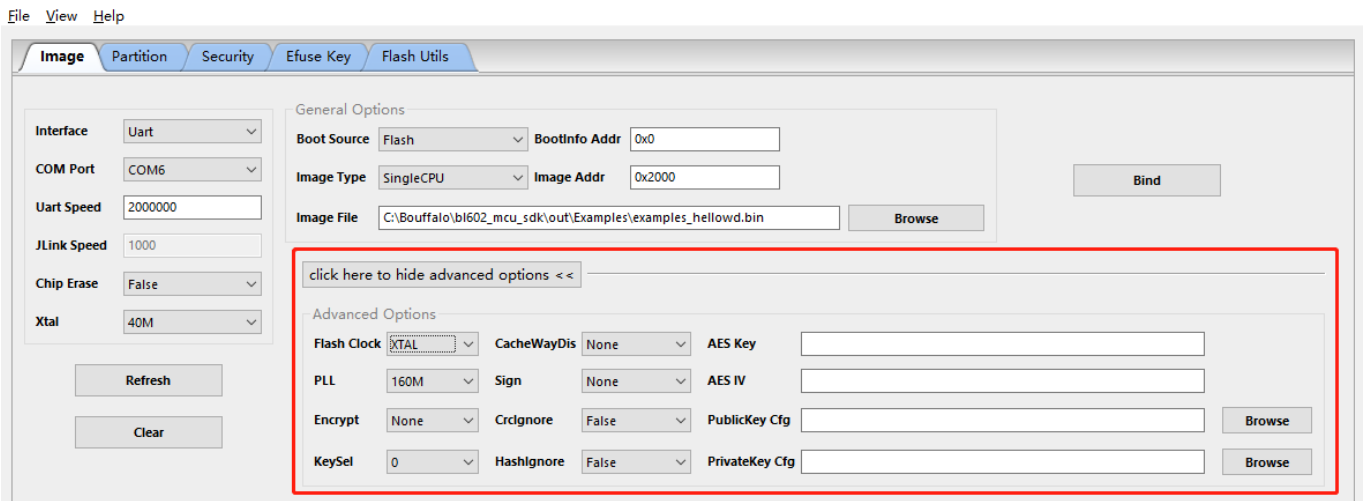 File View Help
Image Partition Security Efuse Key Flash Utils
Interface Uart
COM Port COM6
Uart Speed 2000000
JLink Speed 1000
Chip Erase False
Xtal 40M
Refresh
Clear
General Options
Boot Source Flash BootInfo Addr 0x0
Image Type SingleCPU Image Addr 0x2000
Image File C:\Bouffalo\bl602_mcu_sdk\out\Examples\examples_hellowd.bin Browse
Bind
click here to hide advanced options <<
Advanced Options
Flash Clock XTAL CacheWayDis None AES Key
PLL 160M Sign None AES IV
Encrypt None CrcIgnore False PublicKey Cfg Browse
KeySel 0 HashIgnore False PrivateKey Cfg Browse